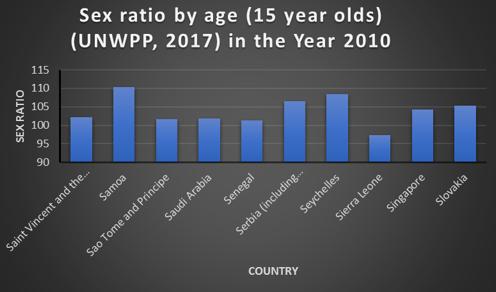 Sex ratio by age (15 year olds)
(UNWPP, 2017) in the Year 2010
115
110
105
100
95
90
SEX RATIO
Saint Vincent and the...
Samoa
Sao Tome and Principe
Saudi Arabia
Senegal
Serbia (including...
Seychelles
Sierra Leone
Singapore
Slovakia
COUNTRY